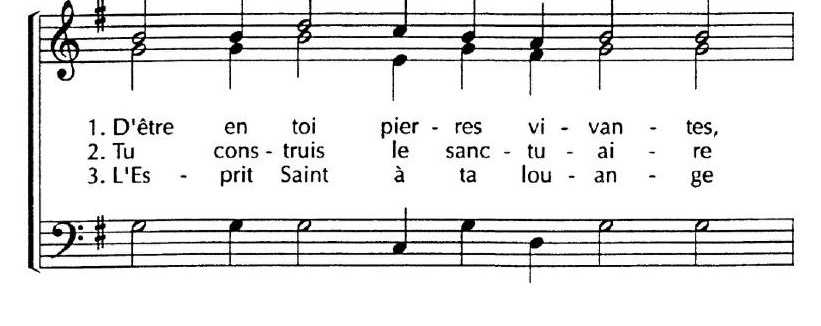 1. D'être en toi pier - res vi - van - tes,
2. Tu cons - truis le sanc - tu - ai - re
3. L'Es - prit Saint à ta lou - an - ge